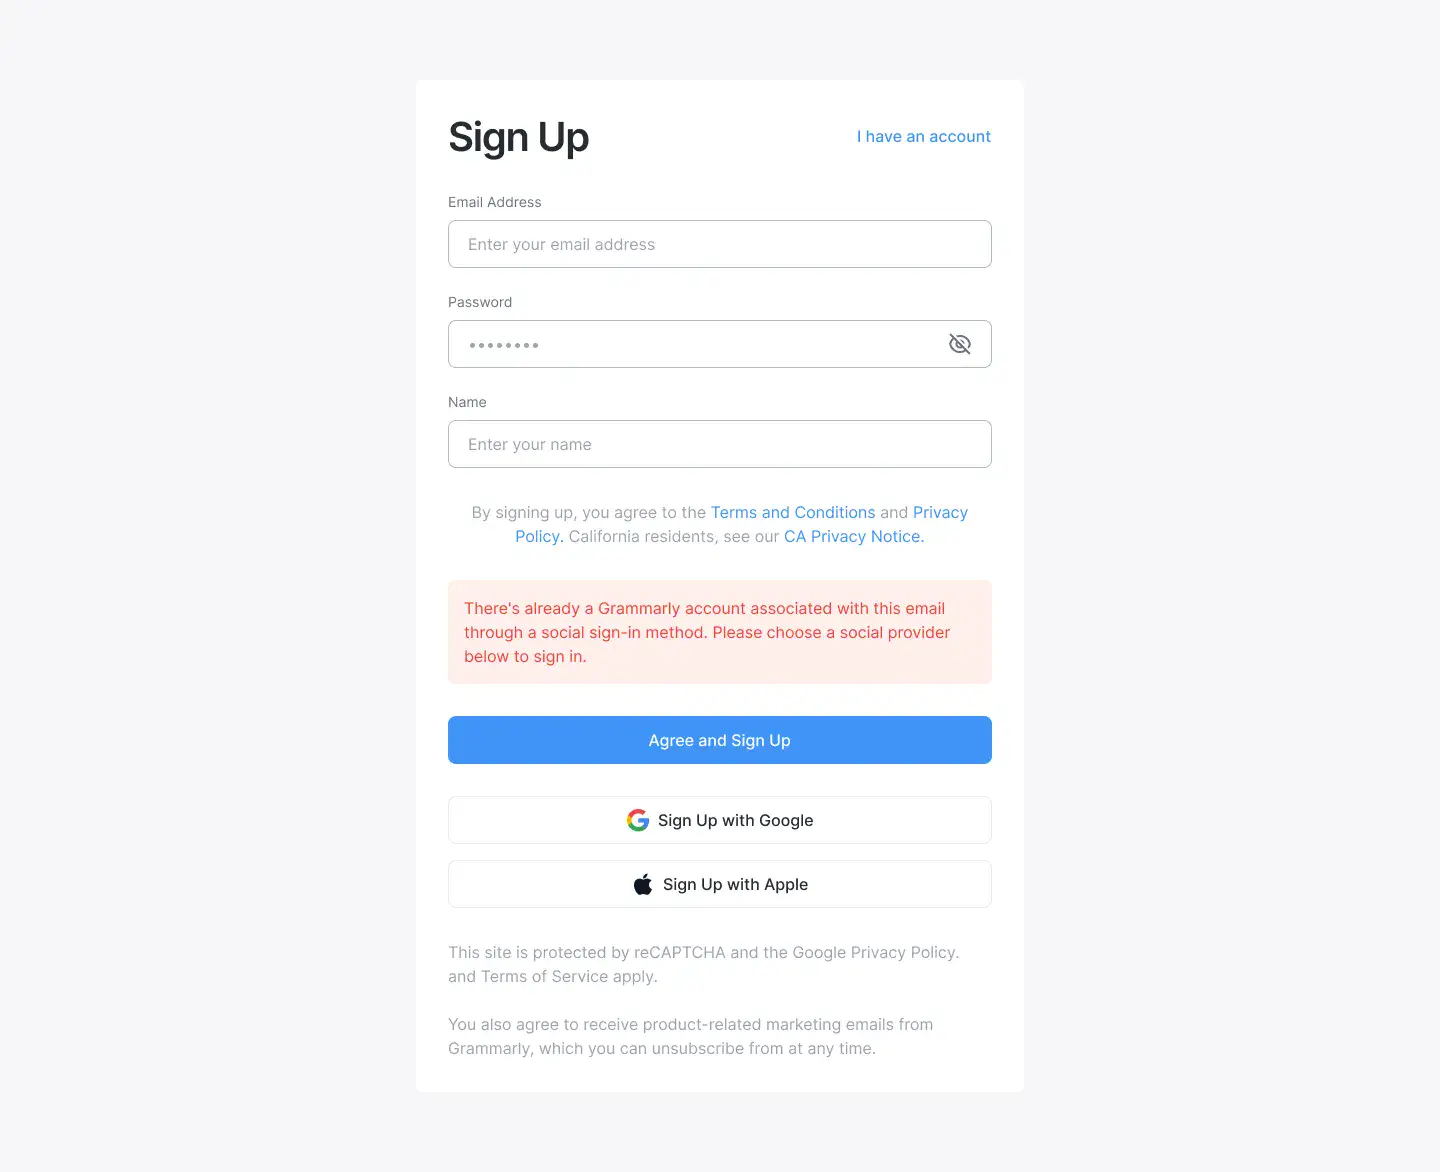 Sign Up
I have an account
Email Address
Enter your email address
Password
••••••••
Name
Enter your name
By signing up, you agree to the Terms and Conditions and Privacy
Policy. California residents, see our CA Privacy Notice.
There's already a Grammarly account associated with this email
through a social sign-in method. Please choose a social provider
below to sign in.
Agree and Sign Up
Sign Up with Google
Sign Up with Apple
This site is protected by reCAPTCHA and the Google Privacy Policy.
and Terms of Service apply.
You also agree to receive product-related marketing emails from
Grammarly, which you can unsubscribe from at any time.